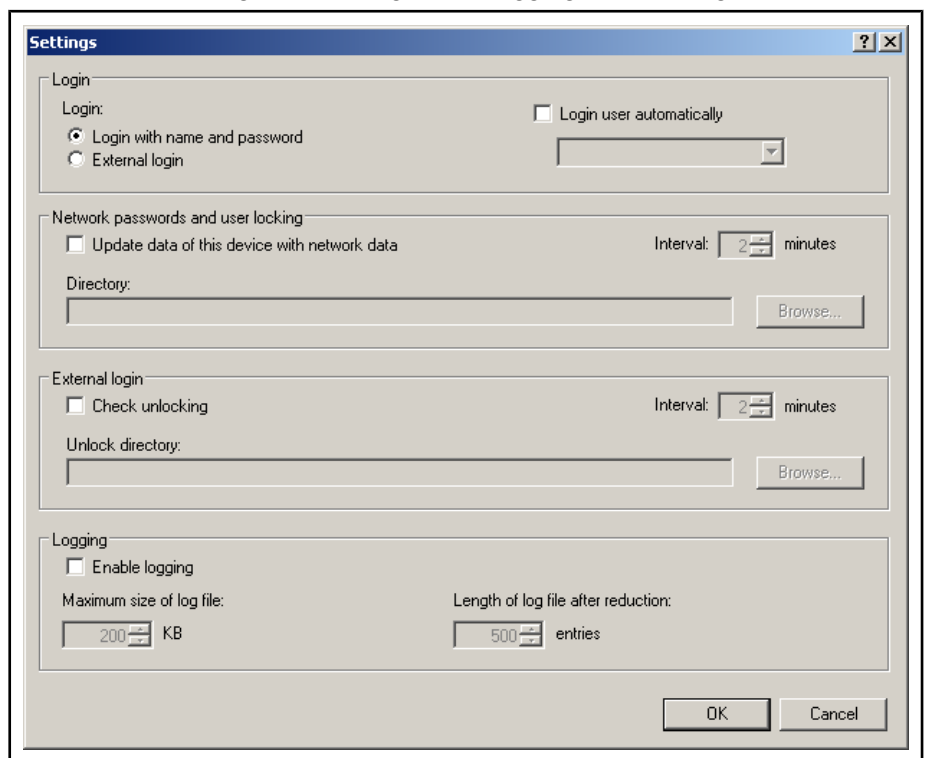 Settings
Login
Login:
Login with name and password
External login
Login user automatically
Network passwords and user locking
Update data of this device with network data
Interval: 2 minutes
Directory:
Browse...
External login
Check unlocking
Interval: 2 minutes
Unlock directory:
Browse...
Logging
Enable logging
Maximum size of log file:
200 KB
Length of log file after reduction:
500 entries
OK
Cancel